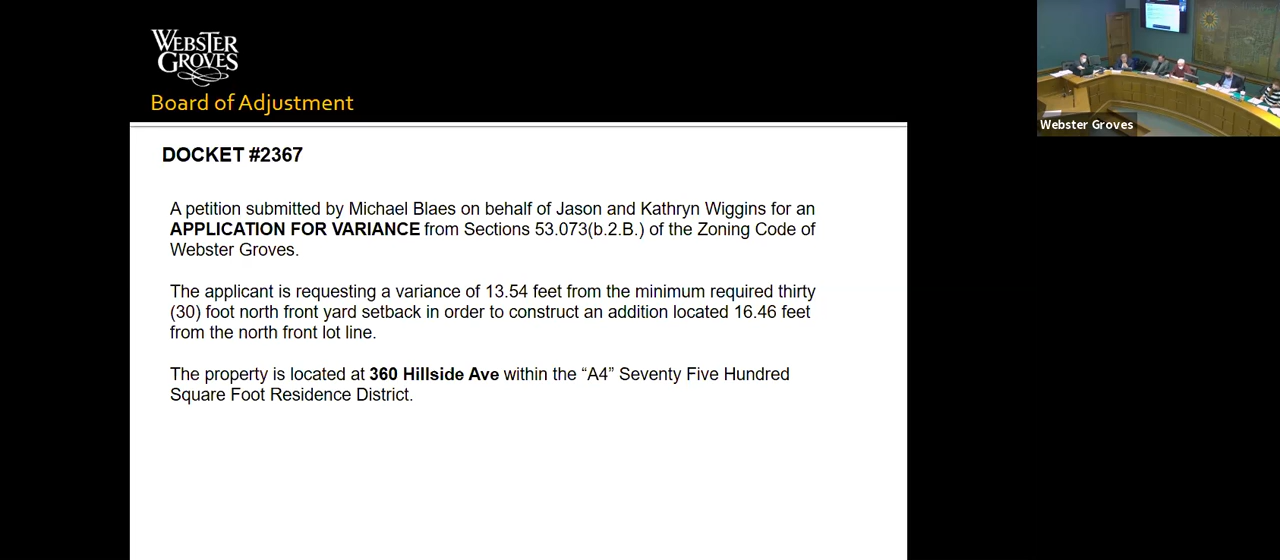 WEBSTER
GROVES
Board of Adjustment
DOCKET #2367
A petition submitted by Michael Blaes on behalf of Jason and Kathryn Wiggins for an
APPLICATION FOR VARIANCE from Sections 53.073(b.2.B.) of the Zoning Code of
Webster Groves.
The applicant is requesting a variance of 13.54 feet from the minimum required thirty
(30) foot north front yard setback in order to construct an addition located 16.46 feet
from the north front lot line.
The property is located at 360 Hillside Ave within the “A4” Seventy Five Hundred
Square Foot Residence District.
Webster Groves